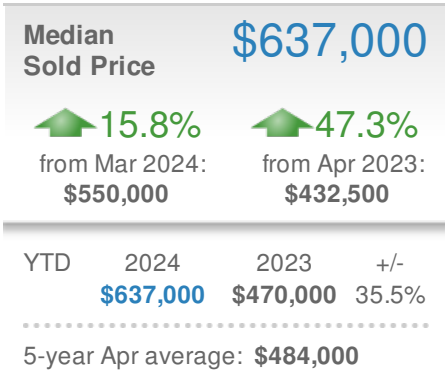 Median $637,000
Sold Price
15.8% 47.3%
from Mar 2024: from Apr 2023:
$550,000 $432,500
YTD 2024 2023 +/-
$637,000 $470,000 35.5%
5-year Apr average: $484,000